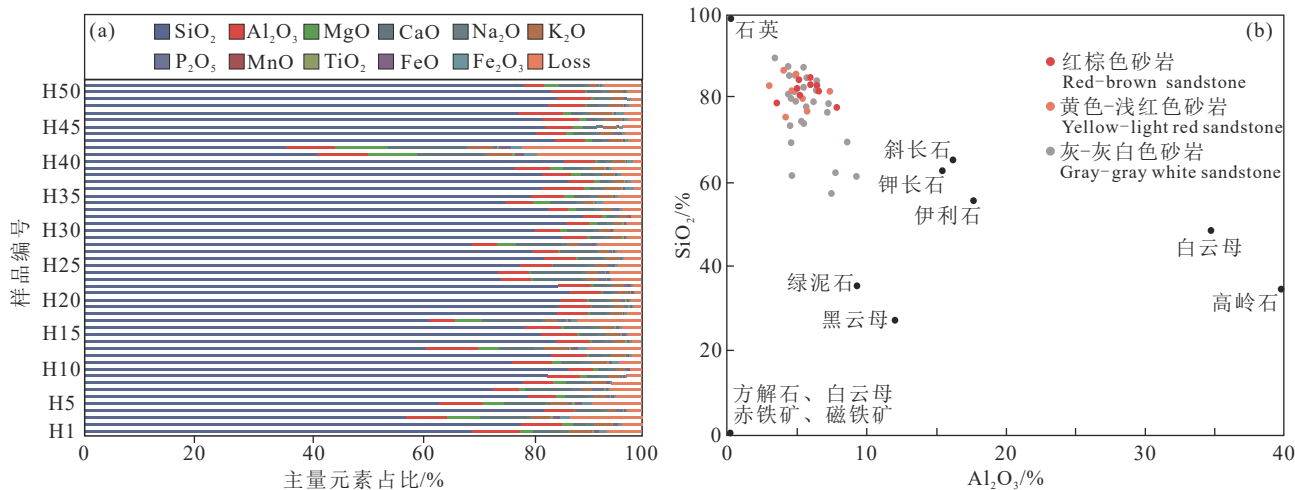 (a)
SiO₂ Al₂O₃ MgO CaO Na₂O K₂O
P₂O₅ MnO TiO₂ FeO Fe₂O₃ Loss
H50
H45
H40
H35
H30
H25
H20
H15
H10
H5
H1
样品编号
0 20 40 60 80 100
主量元素占比/%
(b)
100
80
60
40
20
0
SiO₂/%
石英
红棕色砂岩
Red-brown sandstone
黄色-浅红色砂岩
Yellow-light red sandstone
灰-灰白色砂岩
Gray-gray white sandstone
斜长石
钾长石
伊利石
白云母
绿泥石
高岭石
黑云母
方解石、白云母
赤铁矿、磁铁矿
0 10 20 30 40
Al₂O₃/%